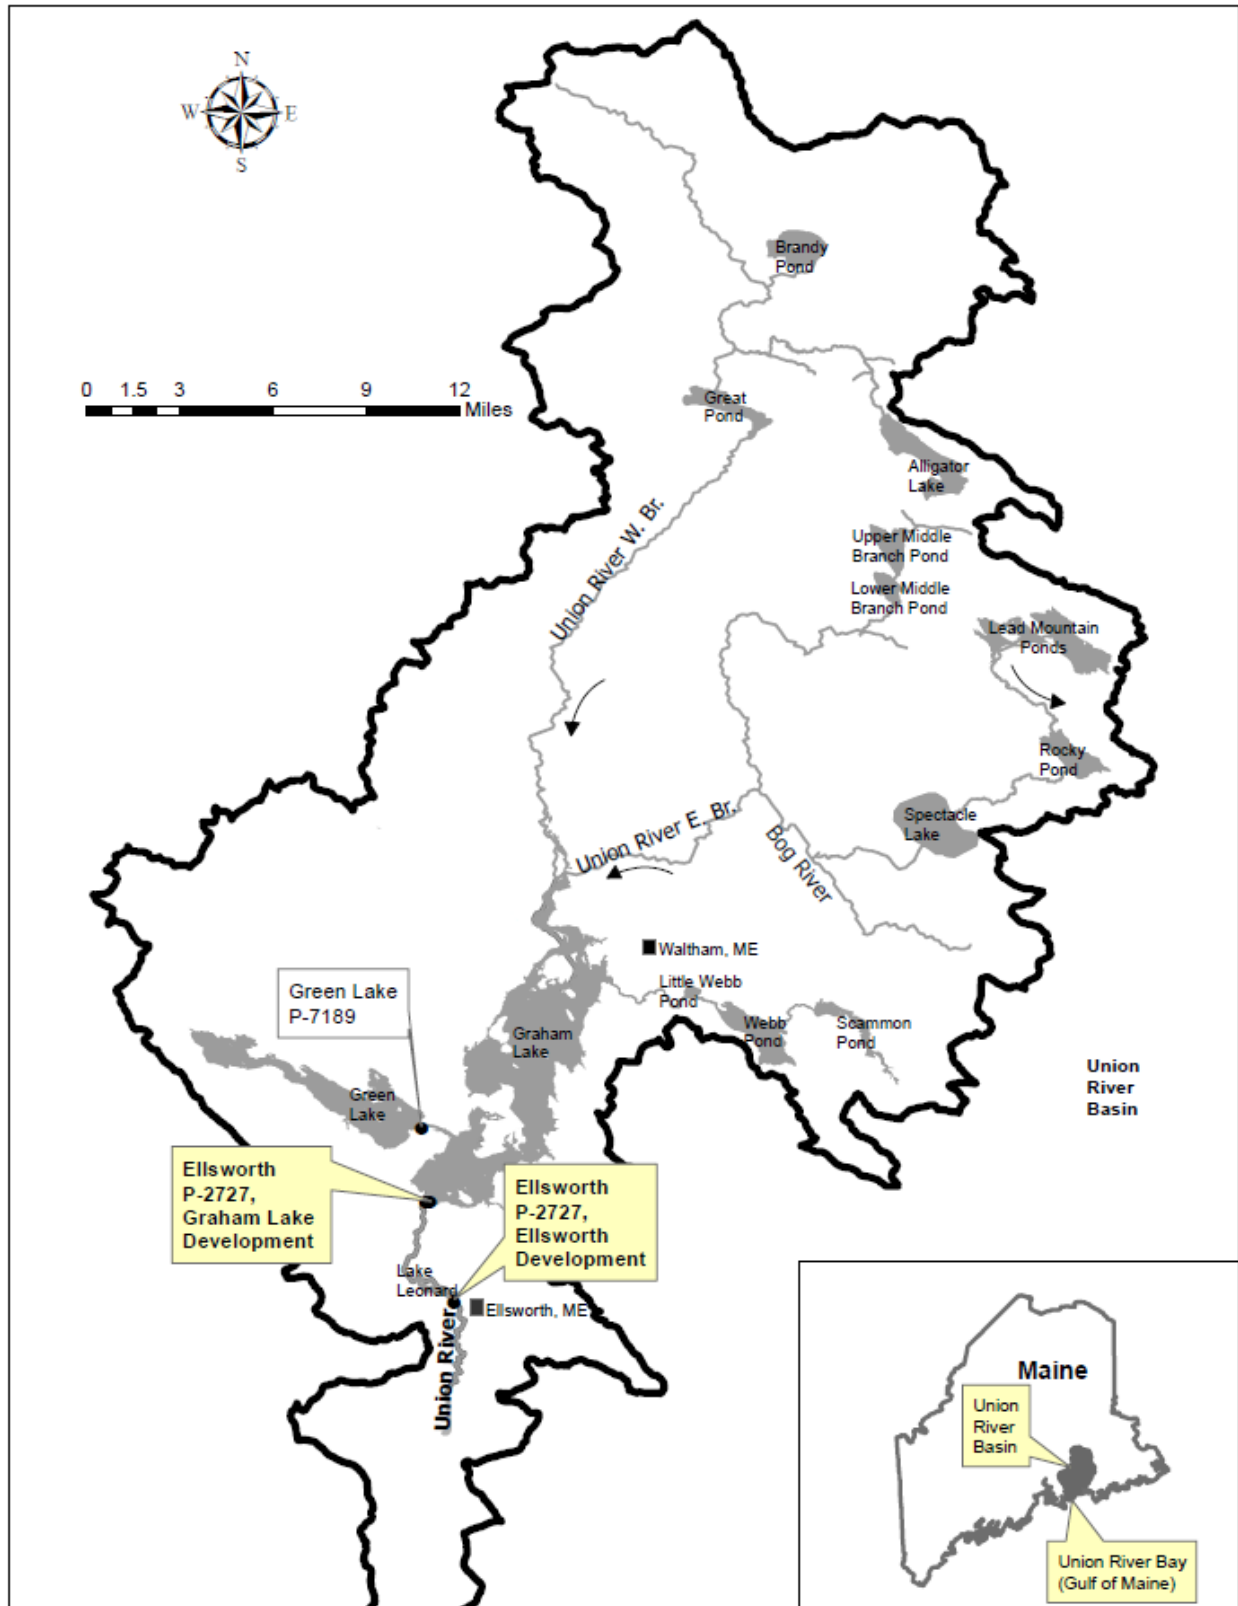 N
W
E
S
0 1.5 3 6 9 12
Miles
Brandy
Pond
Great
Pond
Alligator
Lake
Union River W. Br.
Upper Middle
Branch Pond
Lower Middle
Branch Pond
Lead Mountain
Ponds
Rocky
Pond
Spectacle
Lake
Union River E. Br.
Bog River
Waltham, ME
Little Webb
Pond
Webb
Pond
Scammon
Pond
Green Lake
P-7189
Graham
Lake
Green
Lake
Union
River
Basin
Ellsworth
P-2727,
Graham Lake
Development
Ellsworth
P-2727,
Ellsworth
Development
Lake
Leonard
Ellsworth, ME
Union River
Maine
Union
River
Basin
Union River Bay
(Gulf of Maine)